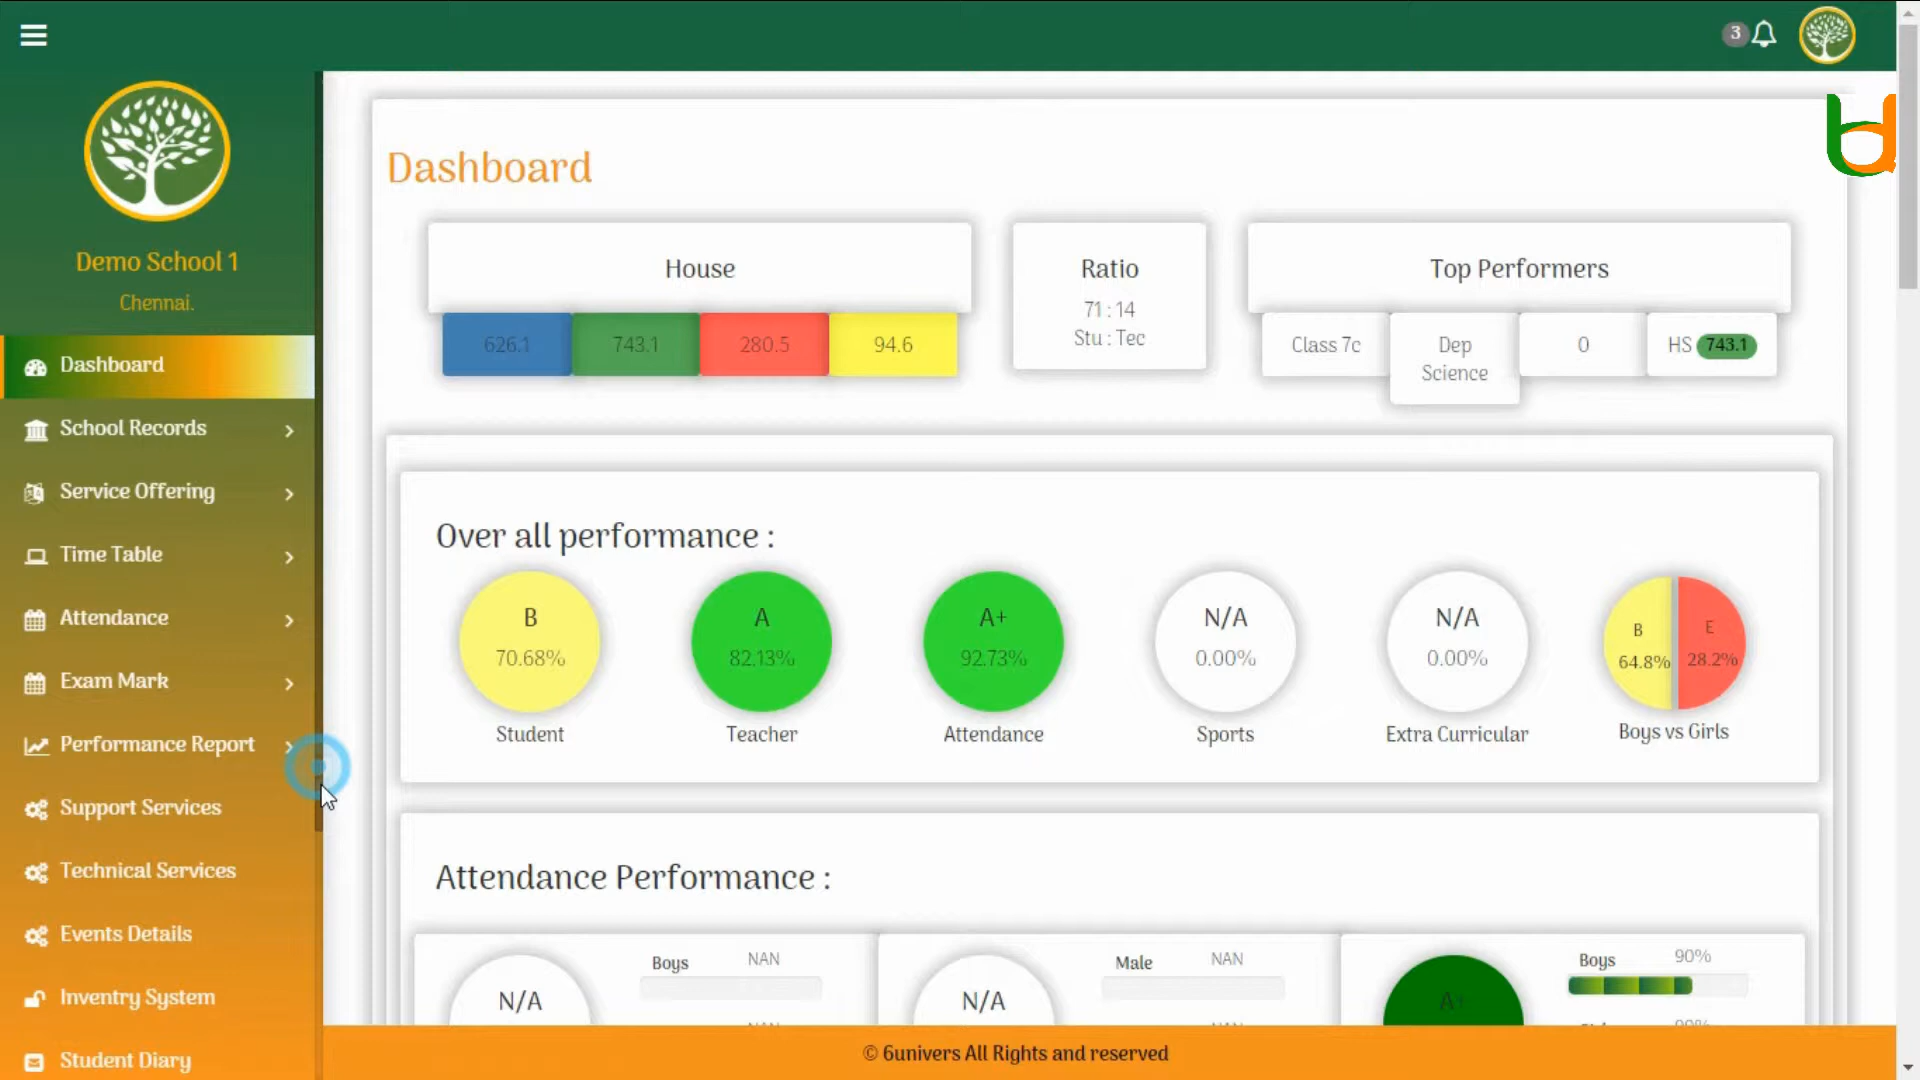 3
Demo School 1
Chennai.
Dashboard
School Records
Service Offering
Time Table
Attendance
Exam Mark
Performance Report
Support Services
Technical Services
Events Details
Inventry System
Student Diary
Dashboard
House
626.1 743.1 280.5 94.6
Ratio
71 : 14
Stu : Tec
Top Performers
Class 7c
Dep
Science
0
HS 743.1
Over all performance :
B
70.68%
Student
A
82.13%
Teacher
A+
92.73%
Attendance
N/A
0.00%
Sports
N/A
0.00%
Extra Curricular
B
64.8%
E
28.2%
Boys vs Girls
Attendance Performance :
N/A
Boys NAN
N/A
Male NAN
A+
Boys 90%
© 6univers All Rights and reserved